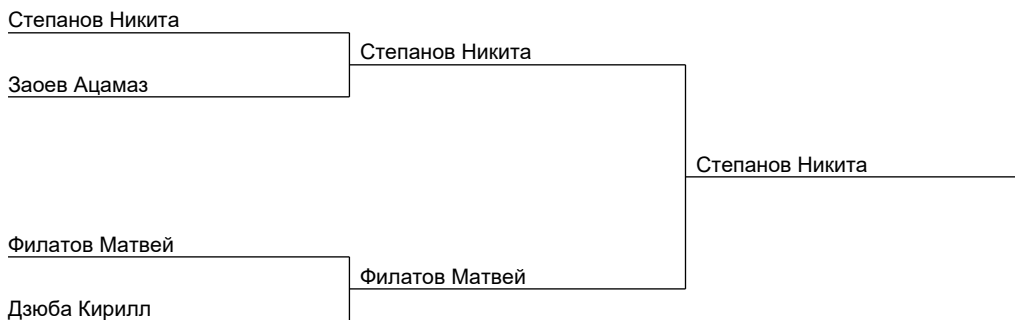 Степанов Никита
Степанов Никита
Заоев Ацамаз
Степанов Никита
Филатов Матвей
Филатов Матвей
Дзюба Кирилл